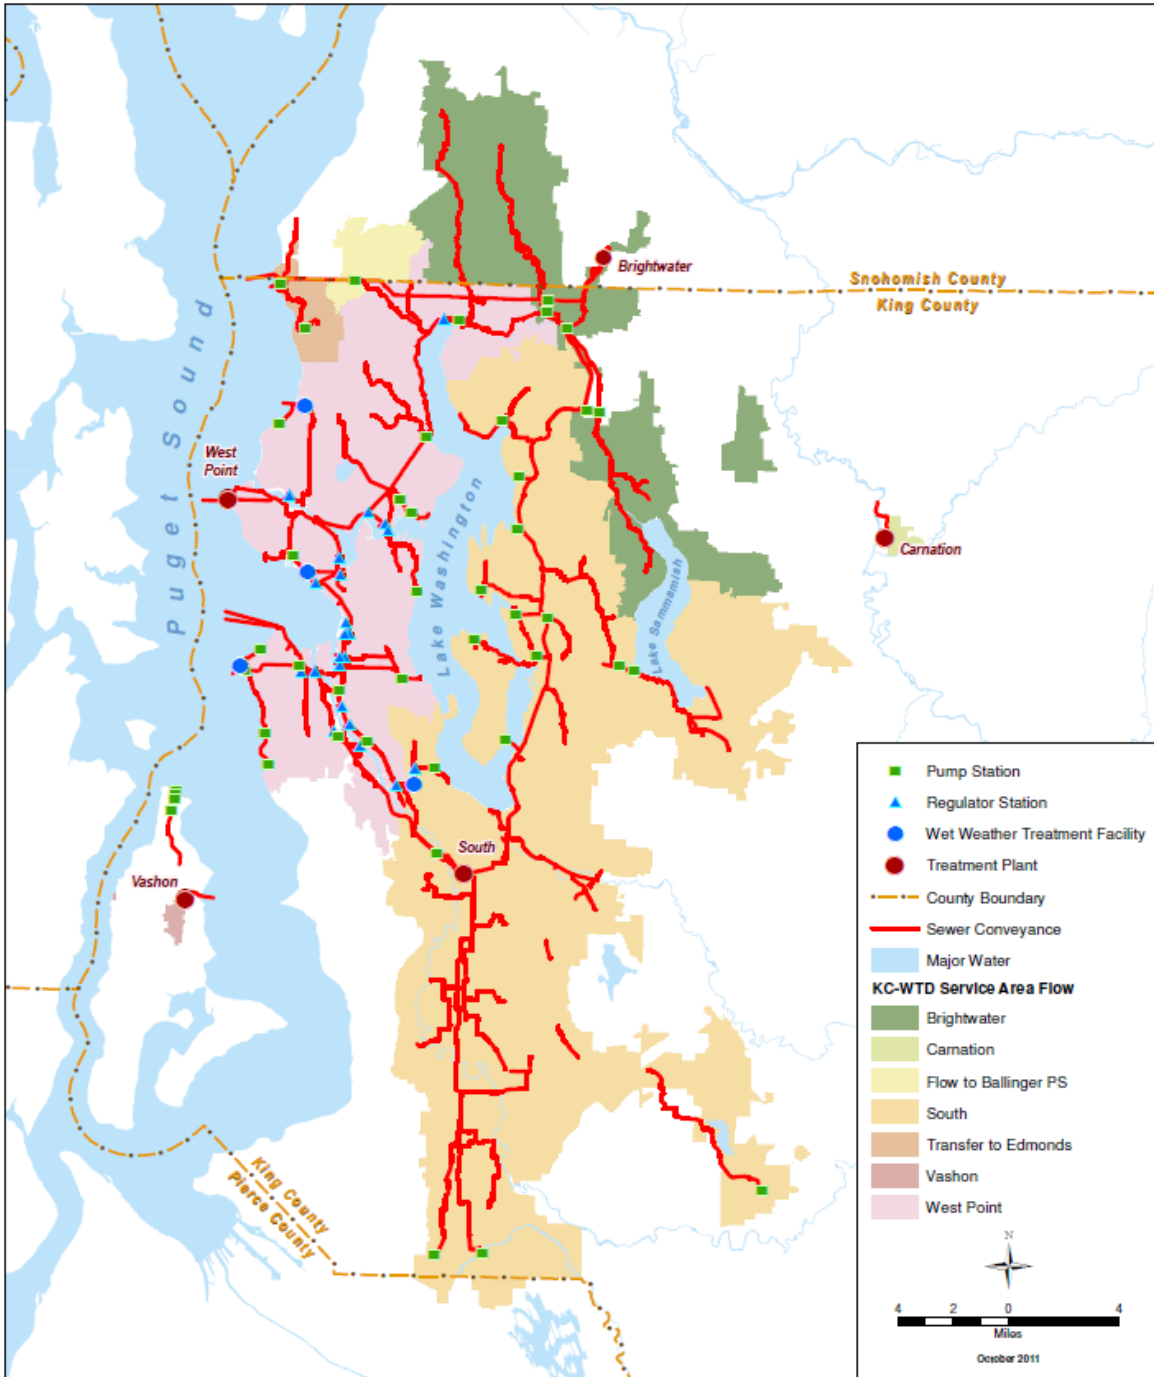 Brightwater
Snohomish County
King County
Puget Sound
West
Point
Lake Washington
Carnation
Lake Sammamish
South
Vashon
King County
Pierce County
Pump Station
Regulator Station
Wet Weather Treatment Facility
Treatment Plant
County Boundary
Sewer Conveyance
Major Water
KC-WTD Service Area Flow
Brightwater
Carnation
Flow to Ballinger PS
South
Transfer to Edmonds
Vashon
West Point
N
4 2 0 4
Miles
October 2011